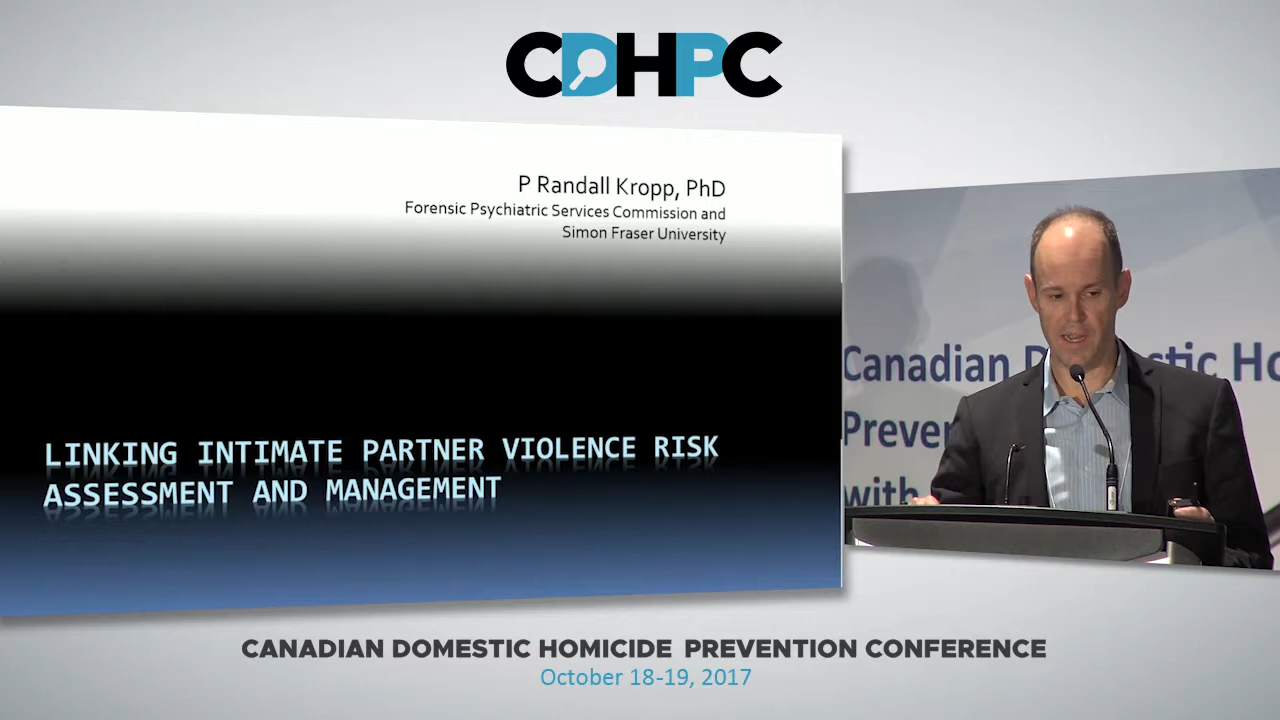 CDHPC
P Randall Kropp, PhD
Forensic Psychiatric Services Commission and
Simon Fraser University
LINKING INTIMATE PARTNER VIOLENCE RISK
ASSESSMENT AND MANAGEMENT
Canadian Ho
with
CANADIAN DOMESTIC HOMICIDE PREVENTION CONFERENCE
October 18-19, 2017